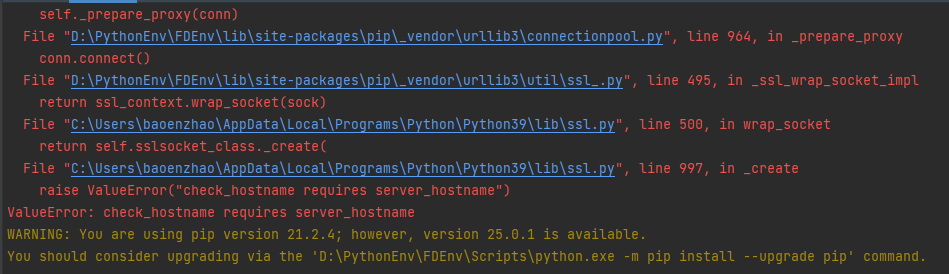 self._prepare_proxy(conn)
File "D:\PythonEnv\FDEnv\lib\site-packages\pip\_vendor\urllib3\connectionpool.py", line 964, in _prepare_proxy
conn.connect()
File "D:\PythonEnv\FDEnv\lib\site-packages\pip\_vendor\urllib3\util\ssl_.py", line 495, in _ssl_wrap_socket_impl
return ssl_context.wrap_socket(sock)
File "C:\Users\baoenzhao\AppData\Local\Programs\Python\Python39\lib\ssl.py", line 500, in wrap_socket
return self.sslsocket_class._create(
File "C:\Users\baoenzhao\AppData\Local\Programs\Python\Python39\lib\ssl.py", line 997, in _create
raise ValueError("check_hostname requires server_hostname")
ValueError: check_hostname requires server_hostname
WARNING: You are using pip version 21.2.4; however, version 25.0.1 is available.
You should consider upgrading via the 'D:\PythonEnv\FDEnv\Scripts\python.exe -m pip install --upgrade pip' command.